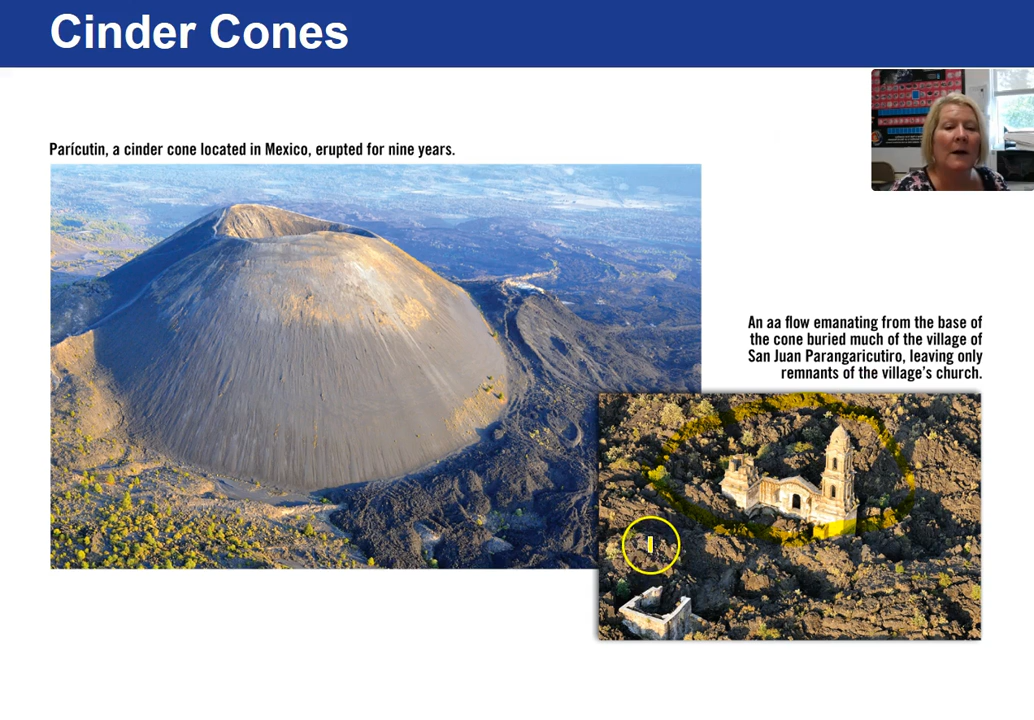 Cinder Cones
Parícutin, a cinder cone located in Mexico, erupted for nine years.
An aa flow emanating from the base of
the cone buried much of the village of
San Juan Parangaricutiro, leaving only
remnants of the village's church.